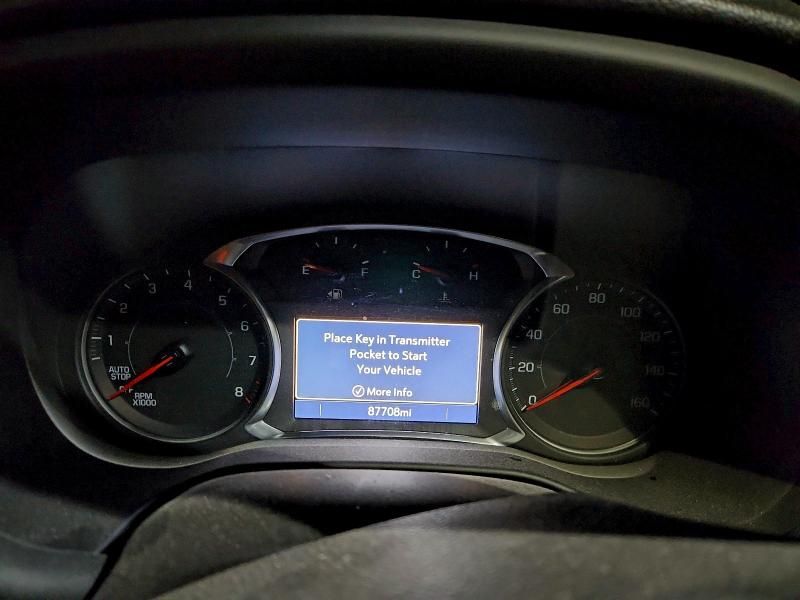 E F C H
1 2 3 4 5 6 7 8
AUTO
STOP
OFF
RPM
X1000
Place Key in Transmitter
Pocket to Start
Your Vehicle
More Info
87708mi
0 20 40 60 80 100 120 140 160